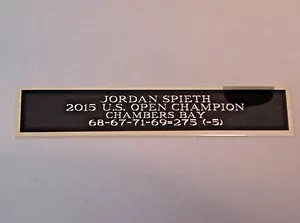 JORDAN SPIETH
2015 U.S. OPEN CHAMPION
CHAMBERS BAY
68-67-71-69=275 (-5)